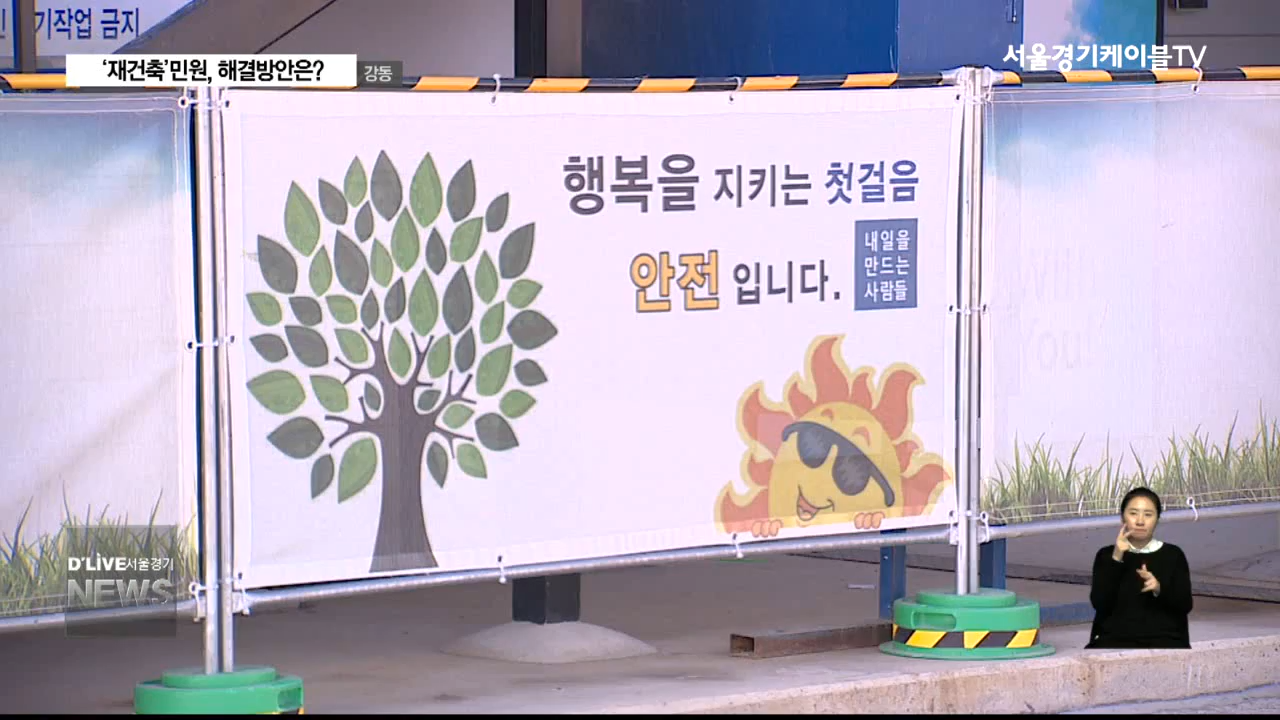 기작업 금지
‘재건축’민원, 해결방안은?
강동
서울경기케이블TV
행복을 지키는 첫걸음
안전 입니다.
내일을
만드는
사람들
Will
You
D'LIVE서울경기
NEWS